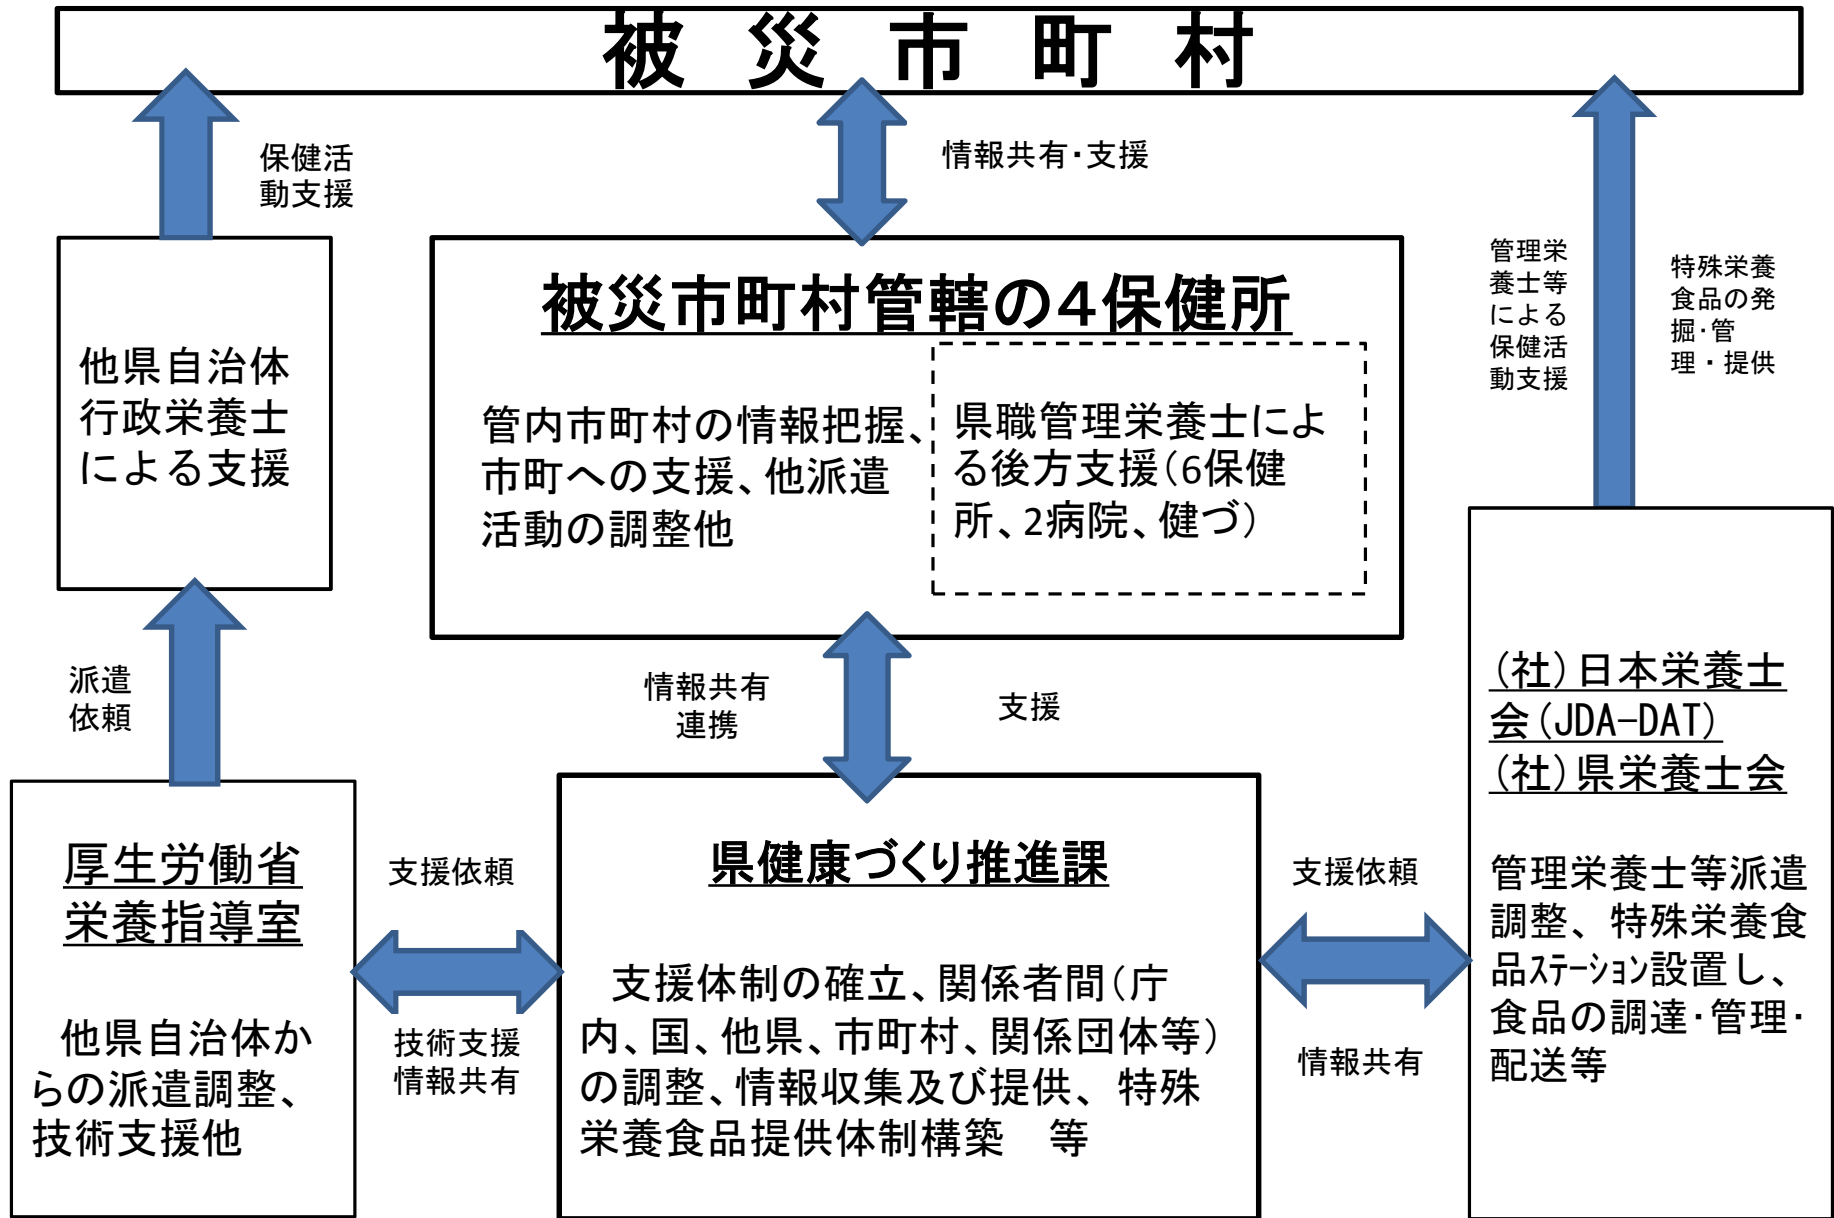 被災市町村
保健活
動支援
情報共有・支援
管理栄
養士等
による
保健活
動支援
特殊栄養
食品の発
掘・管
理・提供
他県自治体
行政栄養士
による支援
被災市町村管轄の4保健所
管内市町村の情報把握、
市町への支援、他派遣
活動の調整他
県職管理栄養士によ
る後方支援(6保健
所、2病院、健づ)
派遣
依頼
情報共有
連携
支援
厚生労働省
栄養指導室
他県自治体か
らの派遣調整、
技術支援他
支援依頼
技術支援
情報共有
県健康づくり推進課
支援体制の確立、関係者間(庁
内、国、他県、市町村、関係団体等)
の調整、情報収集及び提供、特殊
栄養食品提供体制構築 等
支援依頼
情報共有
(社)日本栄養士
会(JDA-DAT)
(社)県栄養士会
管理栄養士等派遣
調整、特殊栄養食
品ステーション設置し、
食品の調達・管理・
配送等